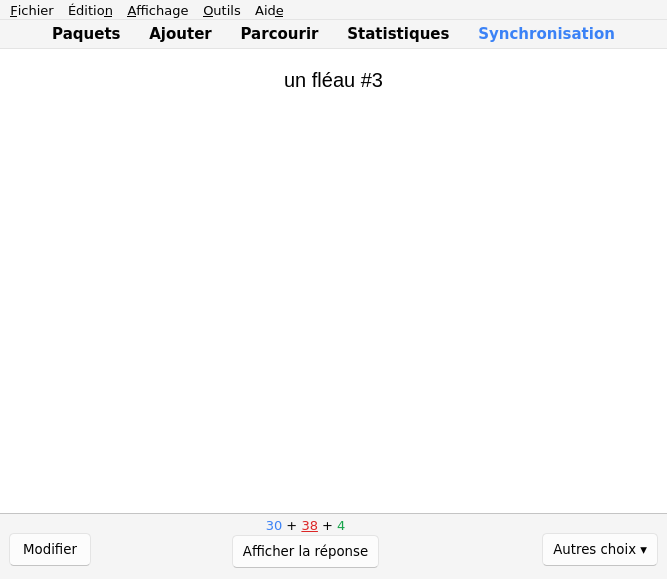 Fichier Édition Affichage Outils Aide
Paquets Ajouter Parcourir Statistiques Synchronisation
un fléau #3
30 + 38 + 4
Modifier Afficher la réponse Autres choix ▾